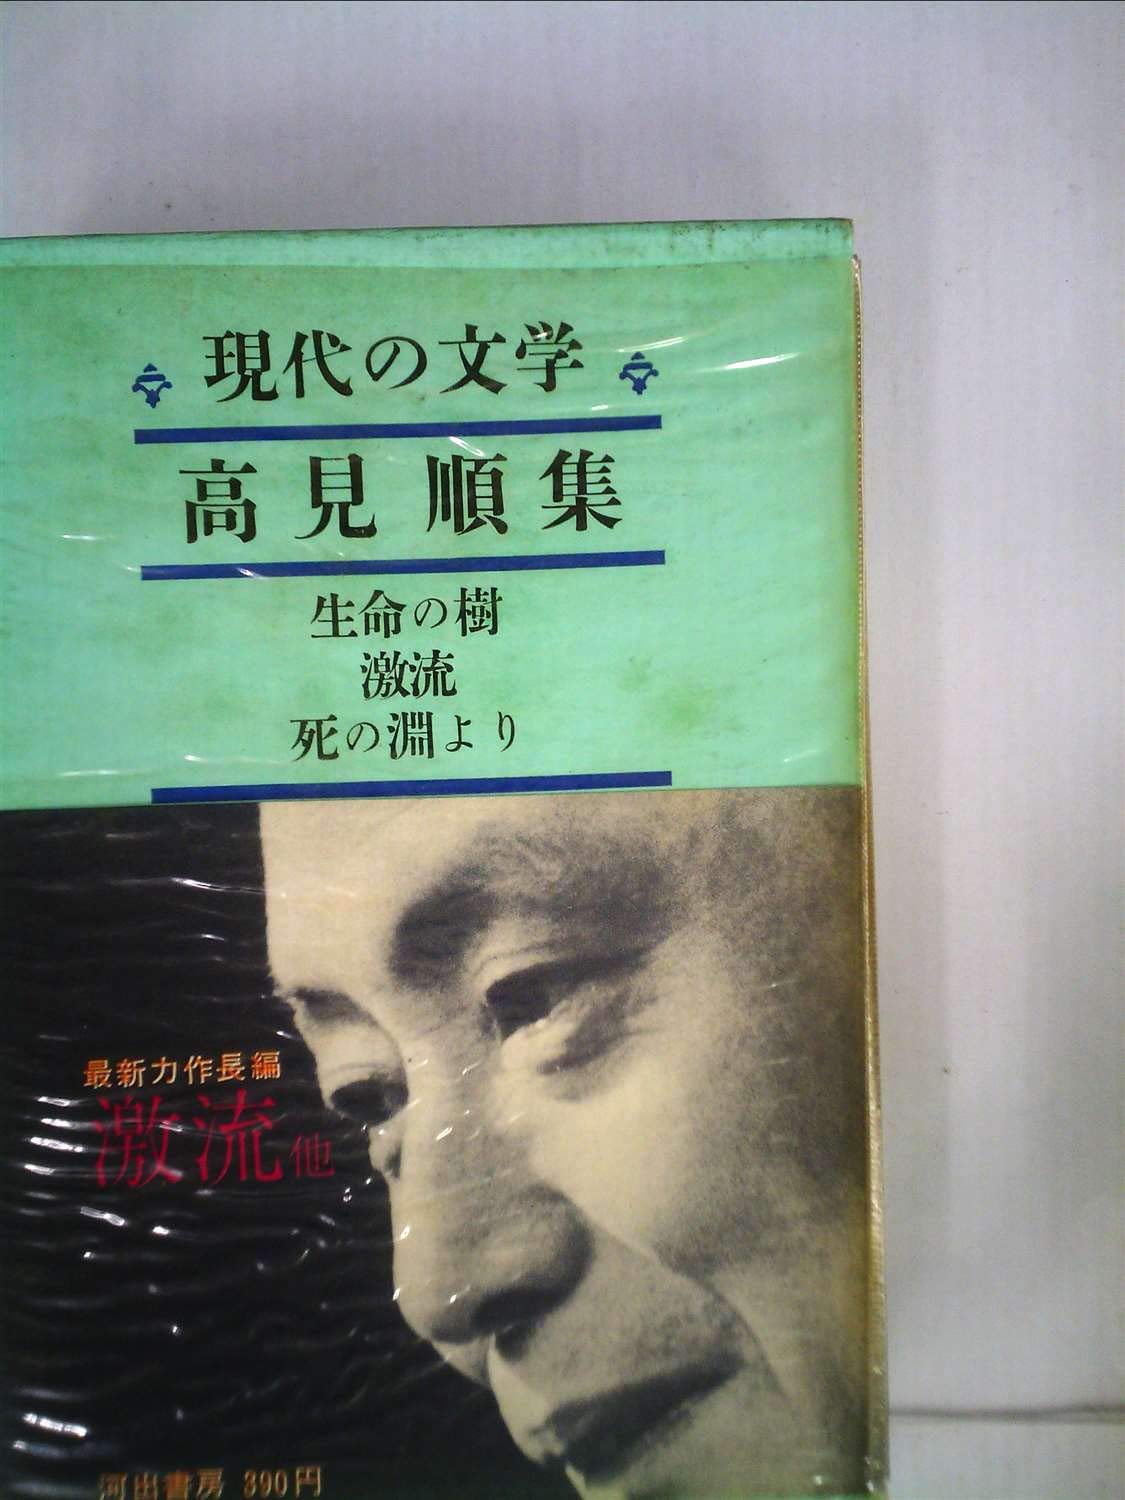 現代の文学
高見順集
生命の樹
激流
死の淵より
最新力作長編
激流他
河出書房 390円